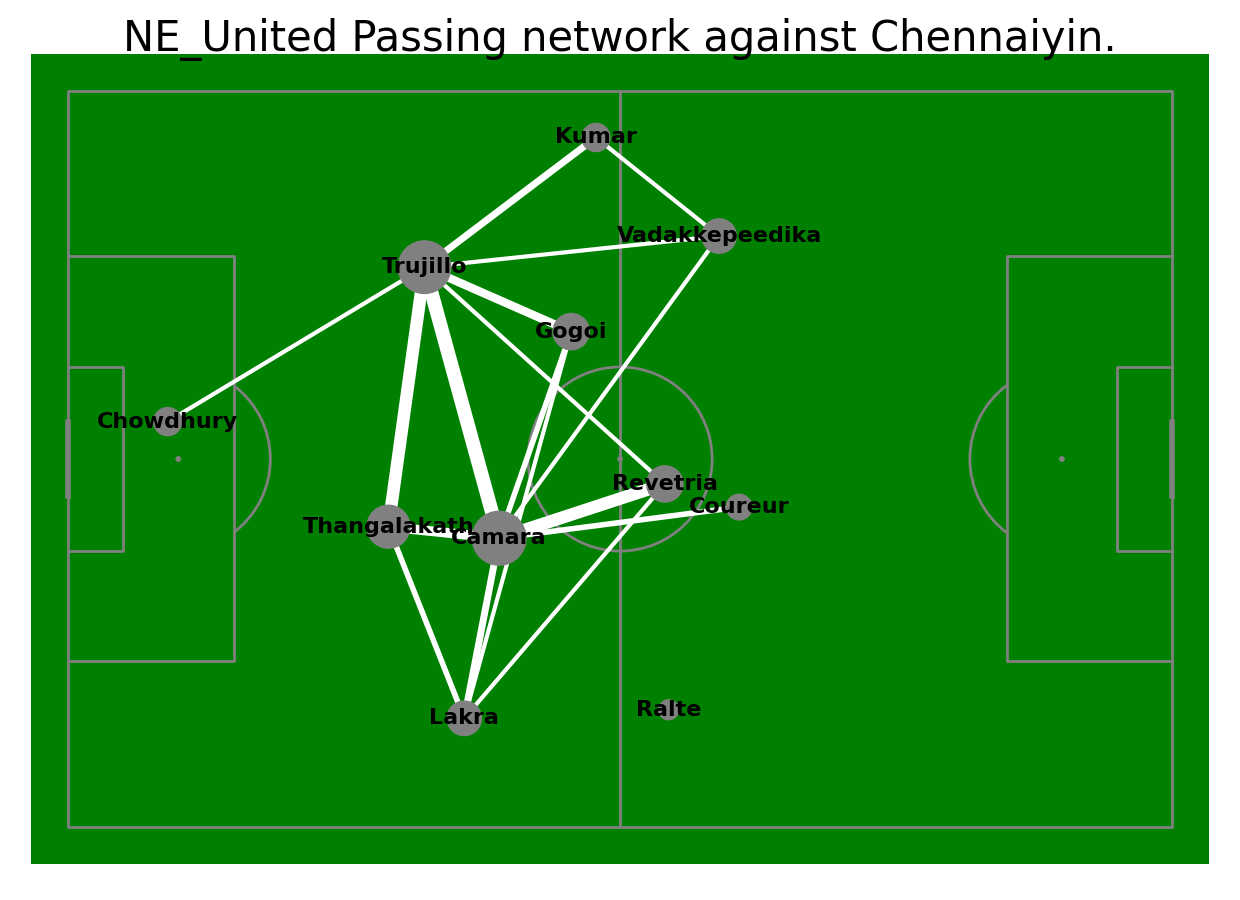 NE_United Passing network against Chennaiyin.
Kumar
Vadakkepeedika
Trujillo
Gogoi
Chowdhury
Revetria
Coureur
Thangalakath
Camara
Ralte
Lakra